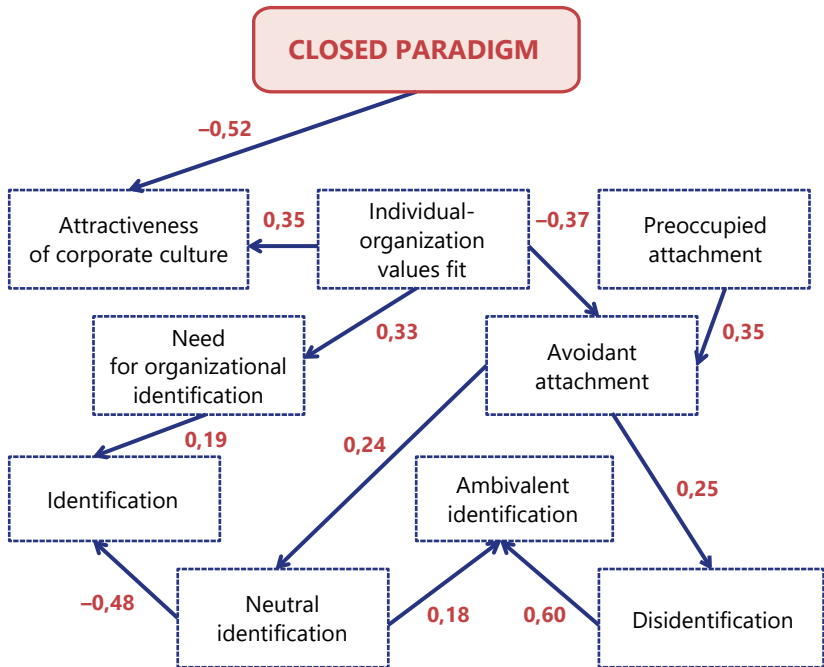 CLOSED PARADIGM
–0,52
Attractiveness
of corporate culture
0,35
Individual-
organization
values fit
–0,37
Preoccupied
attachment
Need
for organizational
identification
0,33
Avoidant
attachment
0,35
0,19
0,24
Identification
Ambivalent
identification
0,25
–0,48
Neutral
identification
0,18
0,60
Disidentification